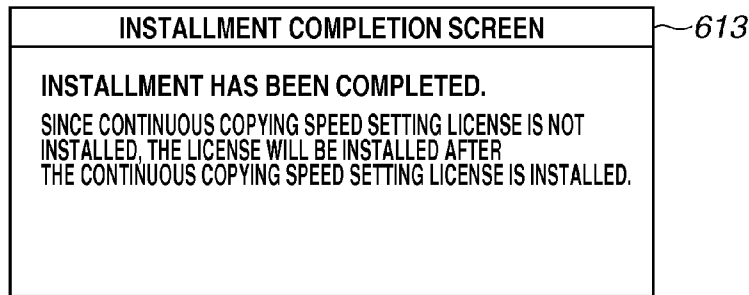 INSTALLMENT COMPLETION SCREEN
613
INSTALLMENT HAS BEEN COMPLETED.
SINCE CONTINUOUS COPYING SPEED SETTING LICENSE IS NOT
INSTALLED, THE LICENSE WILL BE INSTALLED AFTER
THE CONTINUOUS COPYING SPEED SETTING LICENSE IS INSTALLED.